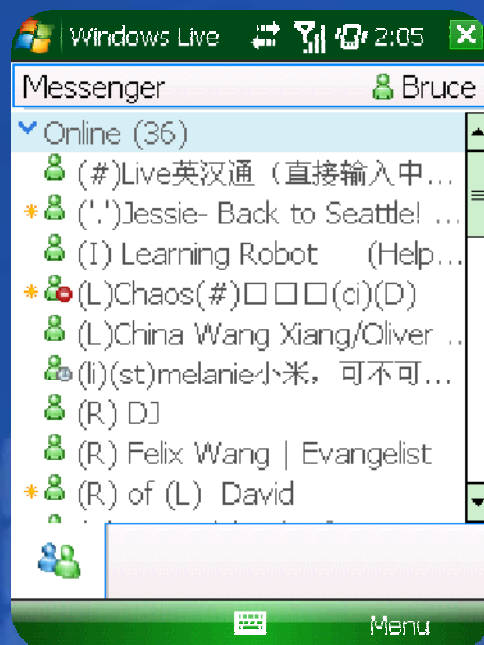 Windows Live 2:05
Messenger Bruce
Online (36)
(#)Live英汉通（直接输入中...
('.')Jessie- Back to Seattle! ...
(I) Learning Robot (Help...
(L)Chaos(#)□□□(ci)(D)
(L)China Wang Xiang/Oliver ..
(li)(st)melanie小米，可不可...
(R) DJ
(R) Felix Wang | Evangelist
(R) of (L) David
Menu